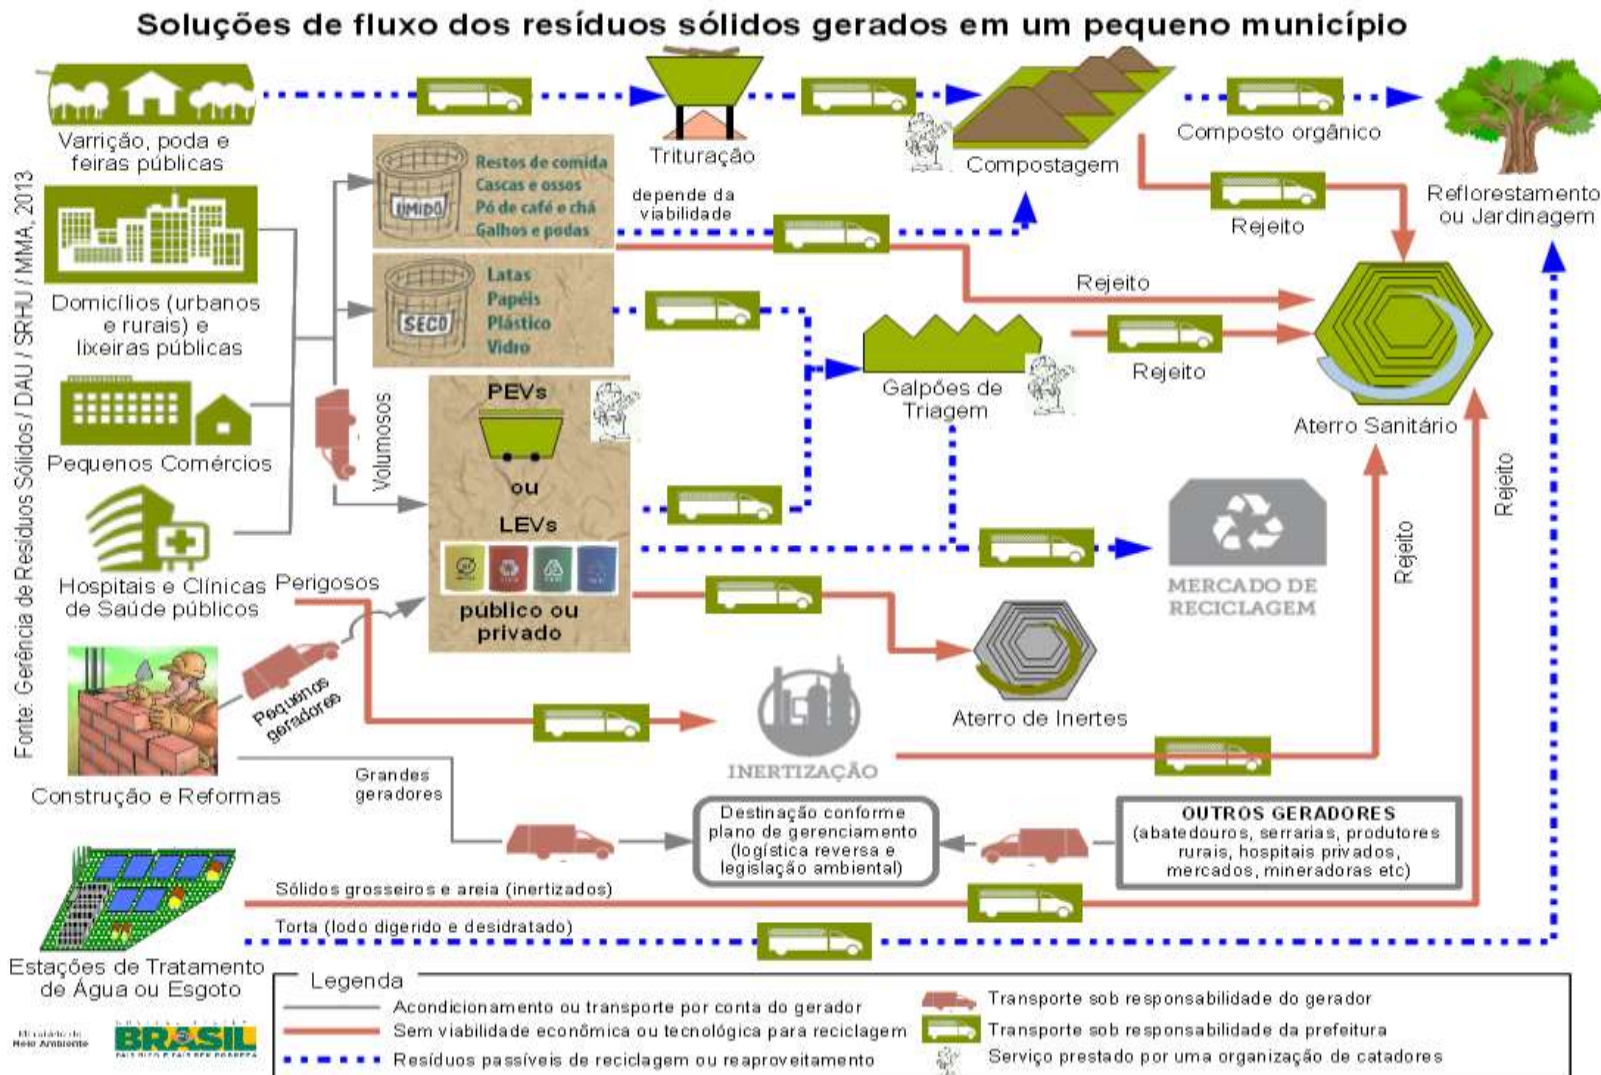 Soluções de fluxo dos resíduos sólidos gerados em um pequeno município
Fonte: Gerência de Resíduos Sólidos / DAU / SRHU / MMA, 2013
Varrição, poda e
feiras públicas
Trituração
Compostagem
Composto orgânico
Reflorestamento
ou Jardinagem
Domicílios (urbanos
e rurais) e
lixeiras públicas
ÚMIDO
Restos de comida
Cascas e ossos
Pó de café e chá
Galhos e podas
depende da
viabilidade
Rejeito
Rejeito
SECO
Latas
Papéis
Plástico
Vidro
Galpões de
Triagem
Rejeito
Aterro Sanitário
Pequenos Comércios
Volumosos
PEVs
ou
LEVs
público ou
privado
MERCADO DE
RECICLAGEM
Rejeito
Rejeito
Hospitais e Clínicas
de Saúde públicos
Perigosos
Pequenos
geradores
Aterro de Inertes
INERTIZAÇÃO
Construção e Reformas
Grandes
geradores
Destinação conforme
plano de gerenciamento
(logística reversa e
legislação ambiental)
OUTROS GERADORES
(abatedouros, serrarias, produtores
rurais, hospitais privados,
mercados, mineradoras etc)
Sólidos grosseiros e areia (inertizados)
Torta (lodo digerido e desidratado)
Estações de Tratamento
de Água ou Esgoto
Legenda
Acondicionamento ou transporte por conta do gerador
Sem viabilidade econômica ou tecnológica para reciclagem
Resíduos passíveis de reciclagem ou reaproveitamento
Transporte sob responsabilidade do gerador
Transporte sob responsabilidade da prefeitura
Serviço prestado por uma organização de catadores
Ministério do
Meio Ambiente
BRASIL